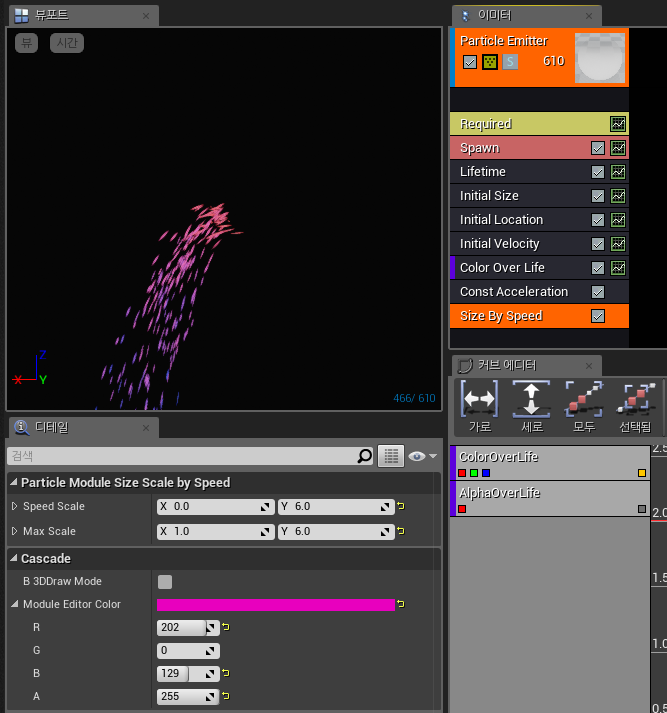 뷰포트
뷰 시간
Z
X Y
466/ 610
디테일
검색
Particle Module Size Scale by Speed
Speed Scale X 0.0 Y 6.0
Max Scale X 1.0 Y 6.0
Cascade
B 3DDraw Mode
Module Editor Color
R 202
G 0
B 129
A 255
이미터
Particle Emitter
S 610
Required
Spawn
Lifetime
Initial Size
Initial Location
Initial Velocity
Color Over Life
Const Acceleration
Size By Speed
커브 에디터
가로 세로 모두 선택됨
ColorOverLife
AlphaOverLife
2.5
2.0
1.5
1.0
0.5